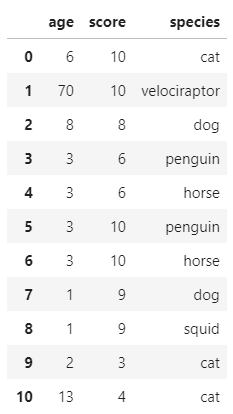 age score species
0 6 10 cat
1 70 10 velociraptor
2 8 8 dog
3 3 6 penguin
4 3 6 horse
5 3 10 penguin
6 3 10 horse
7 1 9 dog
8 1 9 squid
9 2 3 cat
10 13 4 cat